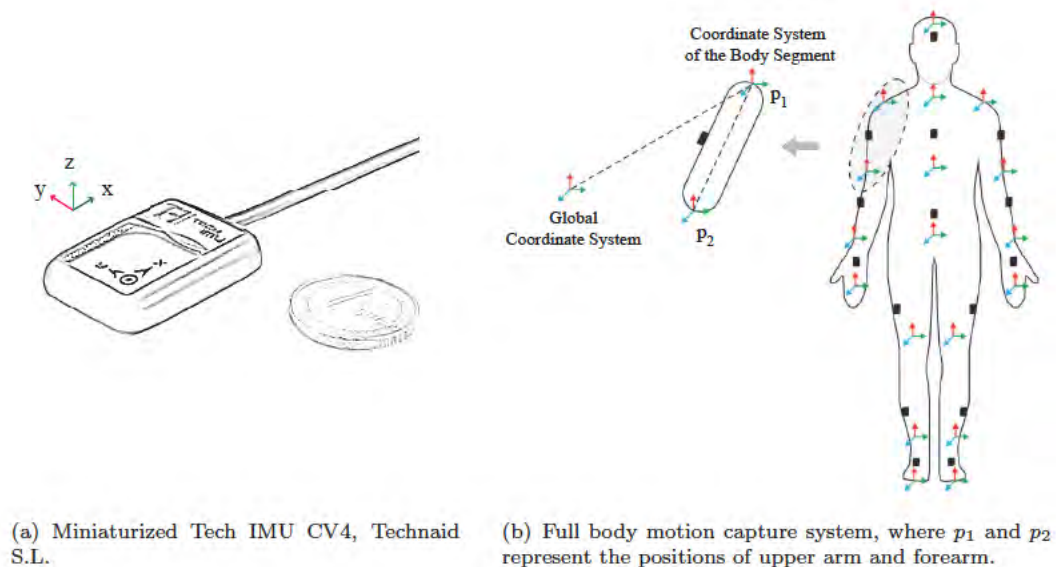 Coordinate System
of the Body Segment
p1
z
y
x
Global
Coordinate System
p2
(a) Miniaturized Tech IMU CV4, Technaid
S.L.
(b) Full body motion capture system, where p1 and p2
represent the positions of upper arm and forearm.